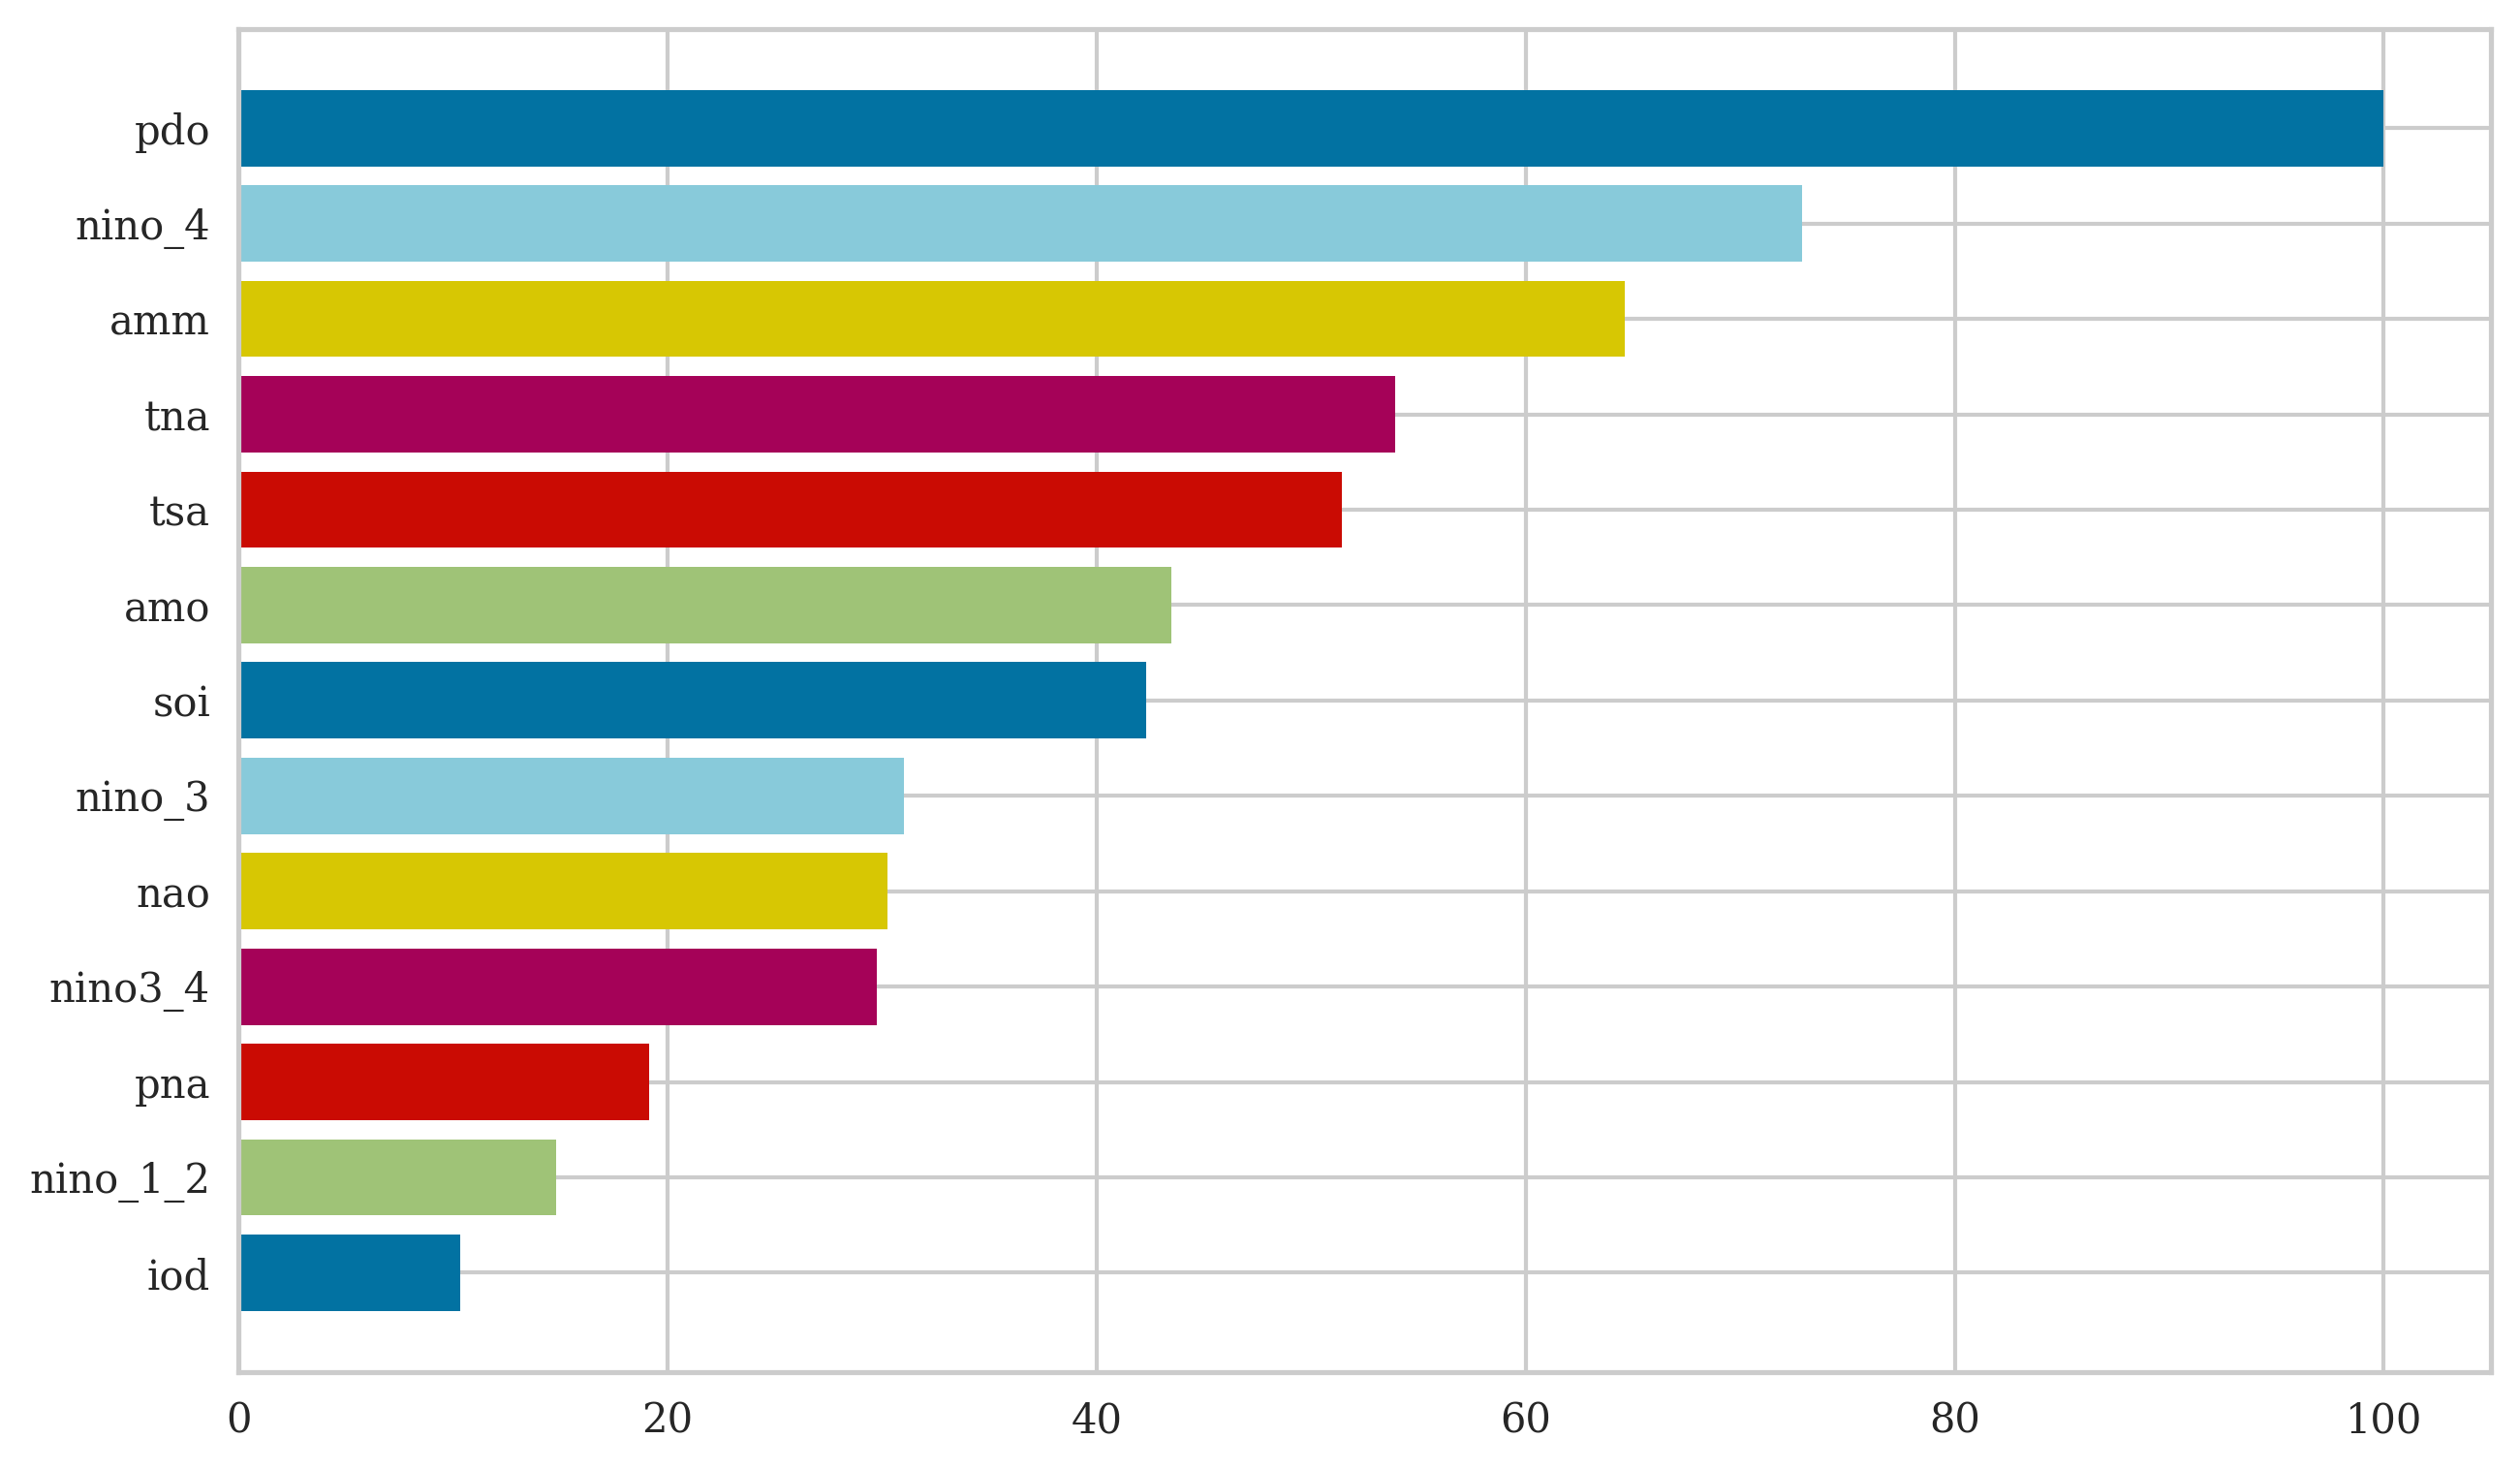 pdo
nino_4
amm
tna
tsa
amo
soi
nino_3
nao
nino3_4
pna
nino_1_2
iod
0 20 40 60 80 100